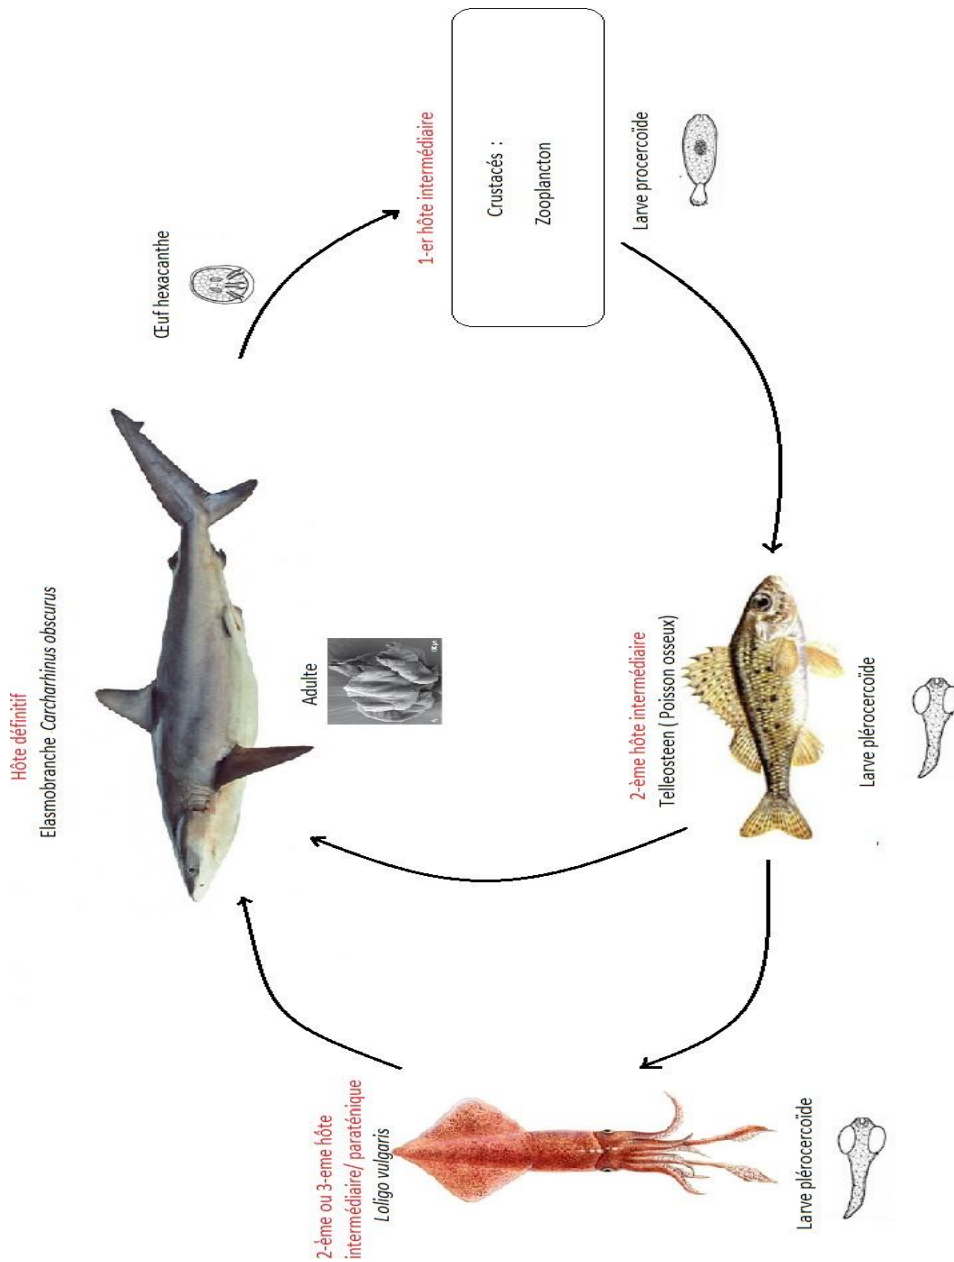 Hôte définitif
Elasmobranche Carcharhinus obscurus
Adulte
Œuf hexacanthe
1-er hôte intermédiaire
Crustacés :
Zooplancton
Larve procercoïde
2-ème hôte intermédiaire
Telleosteen ( Poisson osseux)
Larve plérocercoïde
2-ème ou 3-eme hôte
intermédiaire/ paraténique
Loligo vulgaris
Larve plérocercoïde